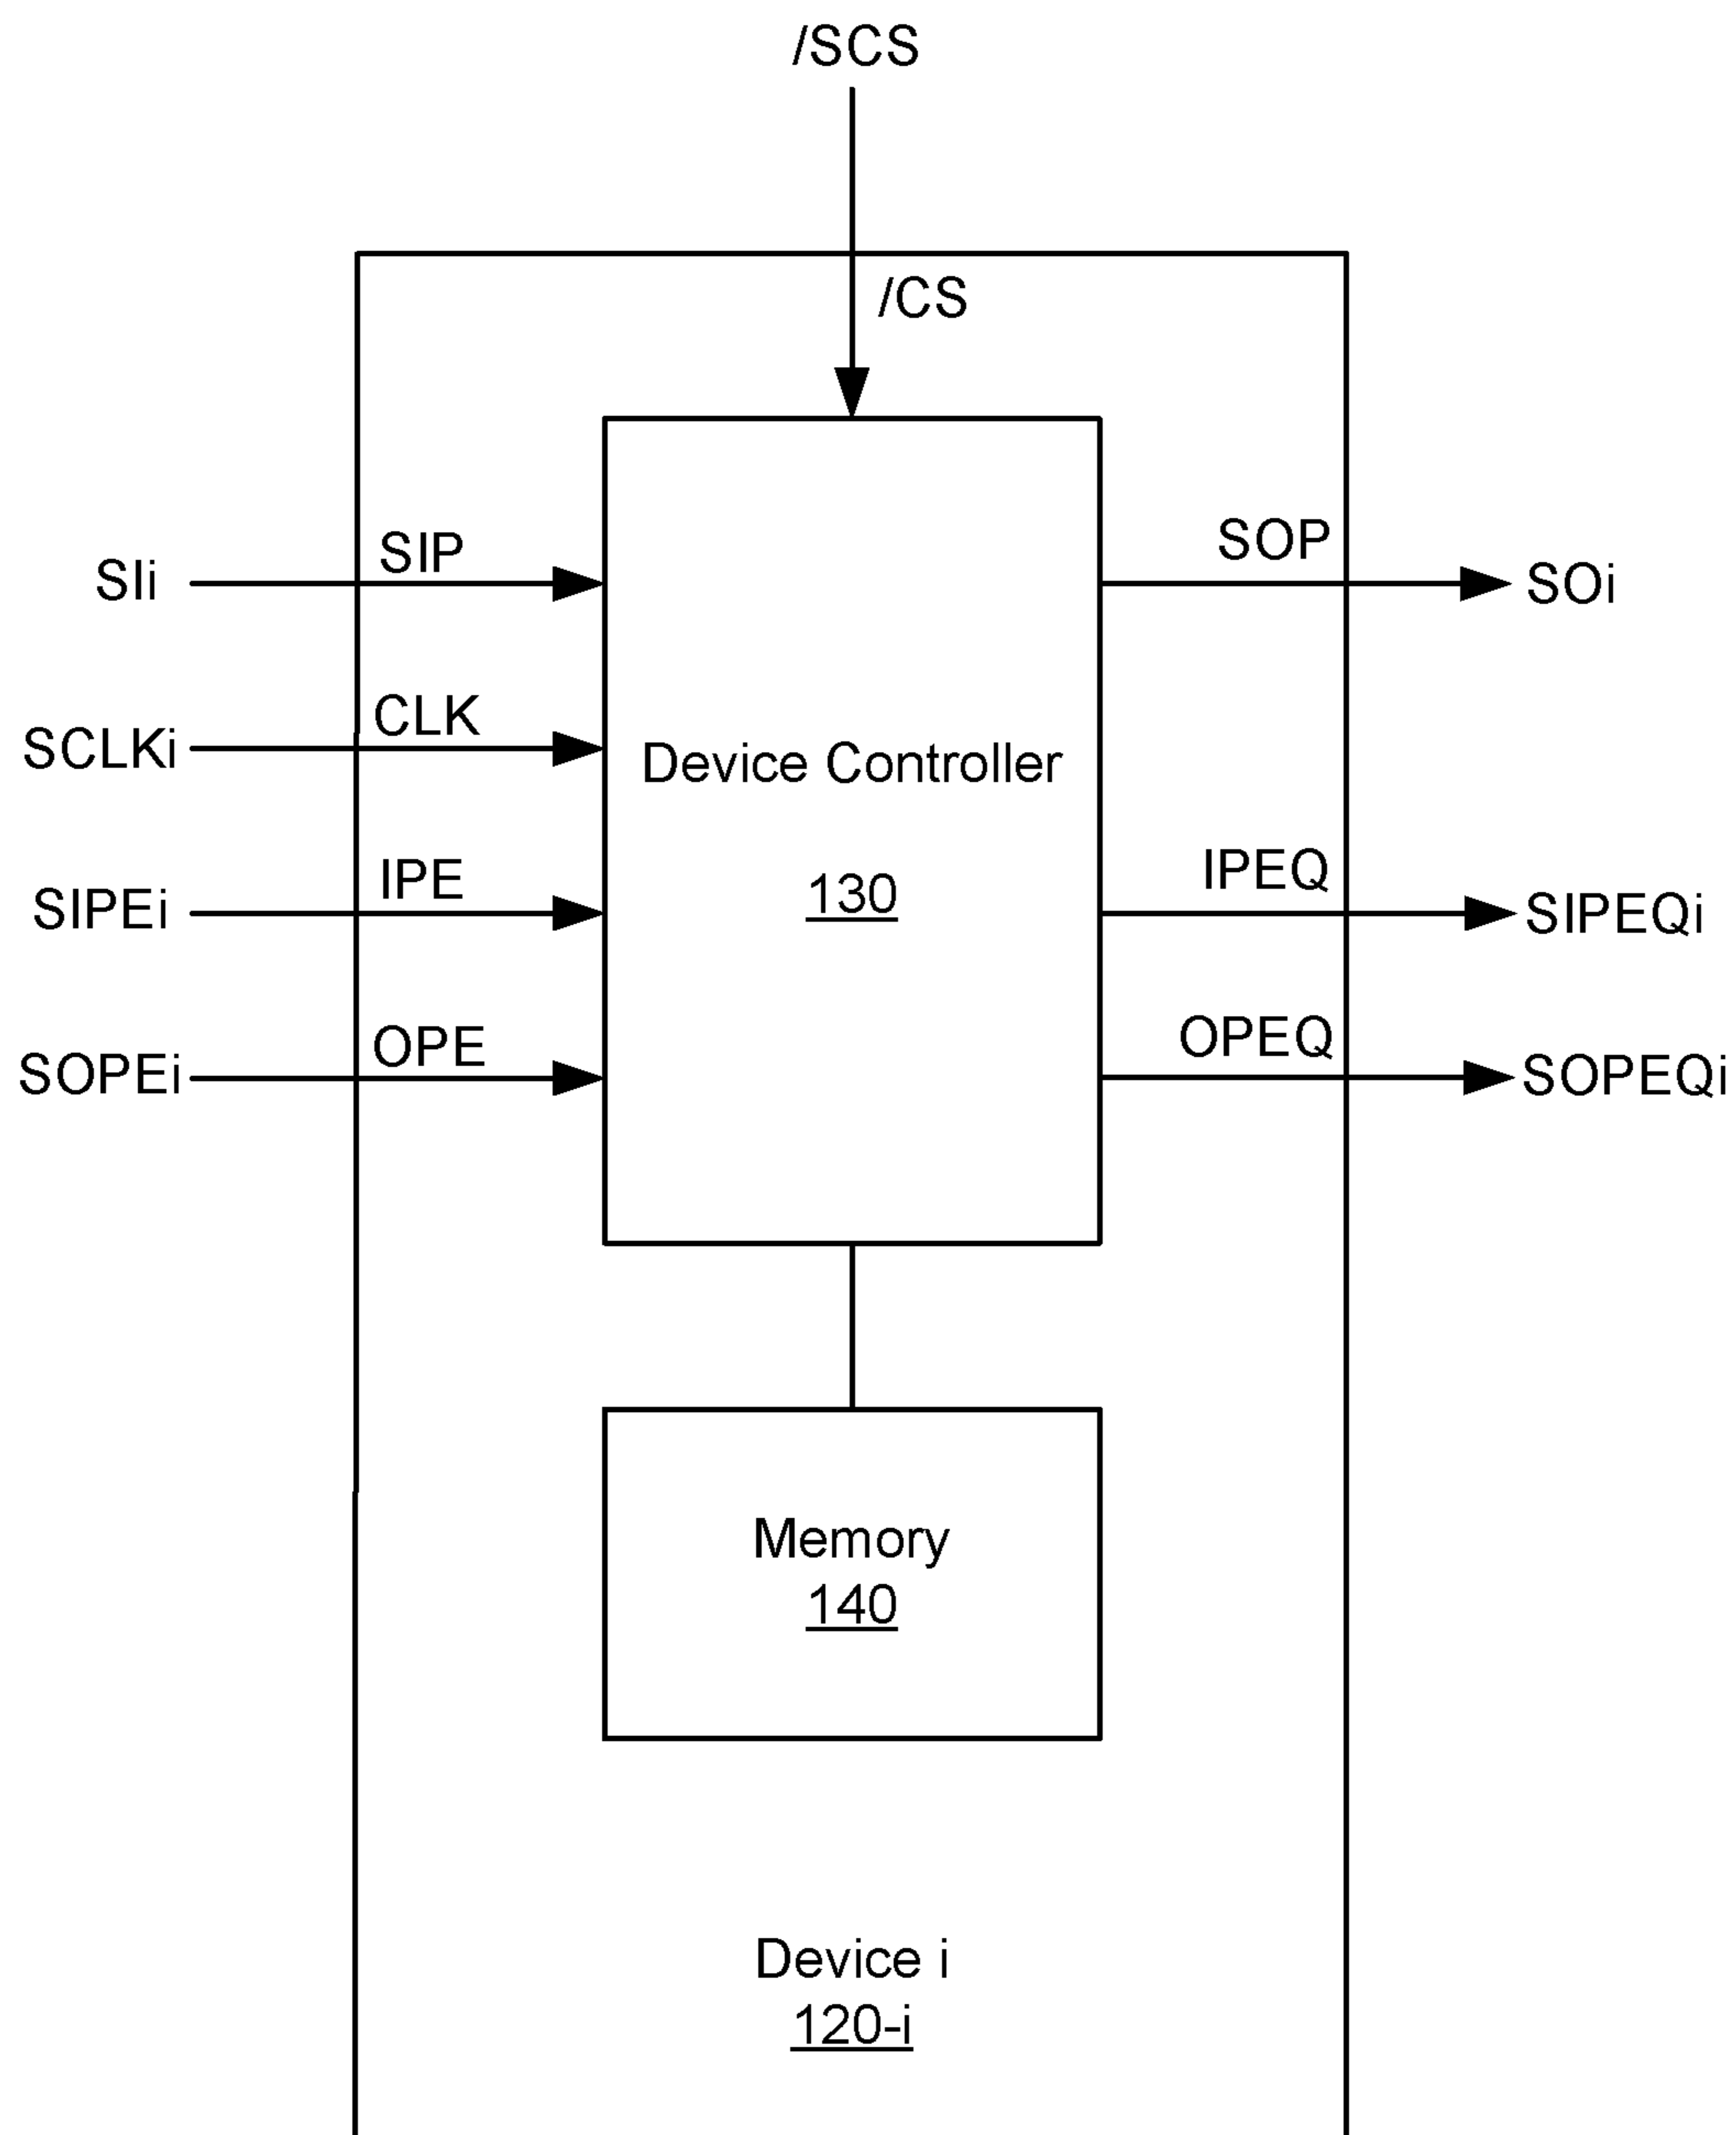 /SCS
/CS
SIi
SIP
SOP
SOi
SCLKi
CLK
Device Controller
130
SIPEi
IPE
IPEQ
SIPEQi
SOPEi
OPE
OPEQ
SOPEQi
Memory
140
Device i
120-i